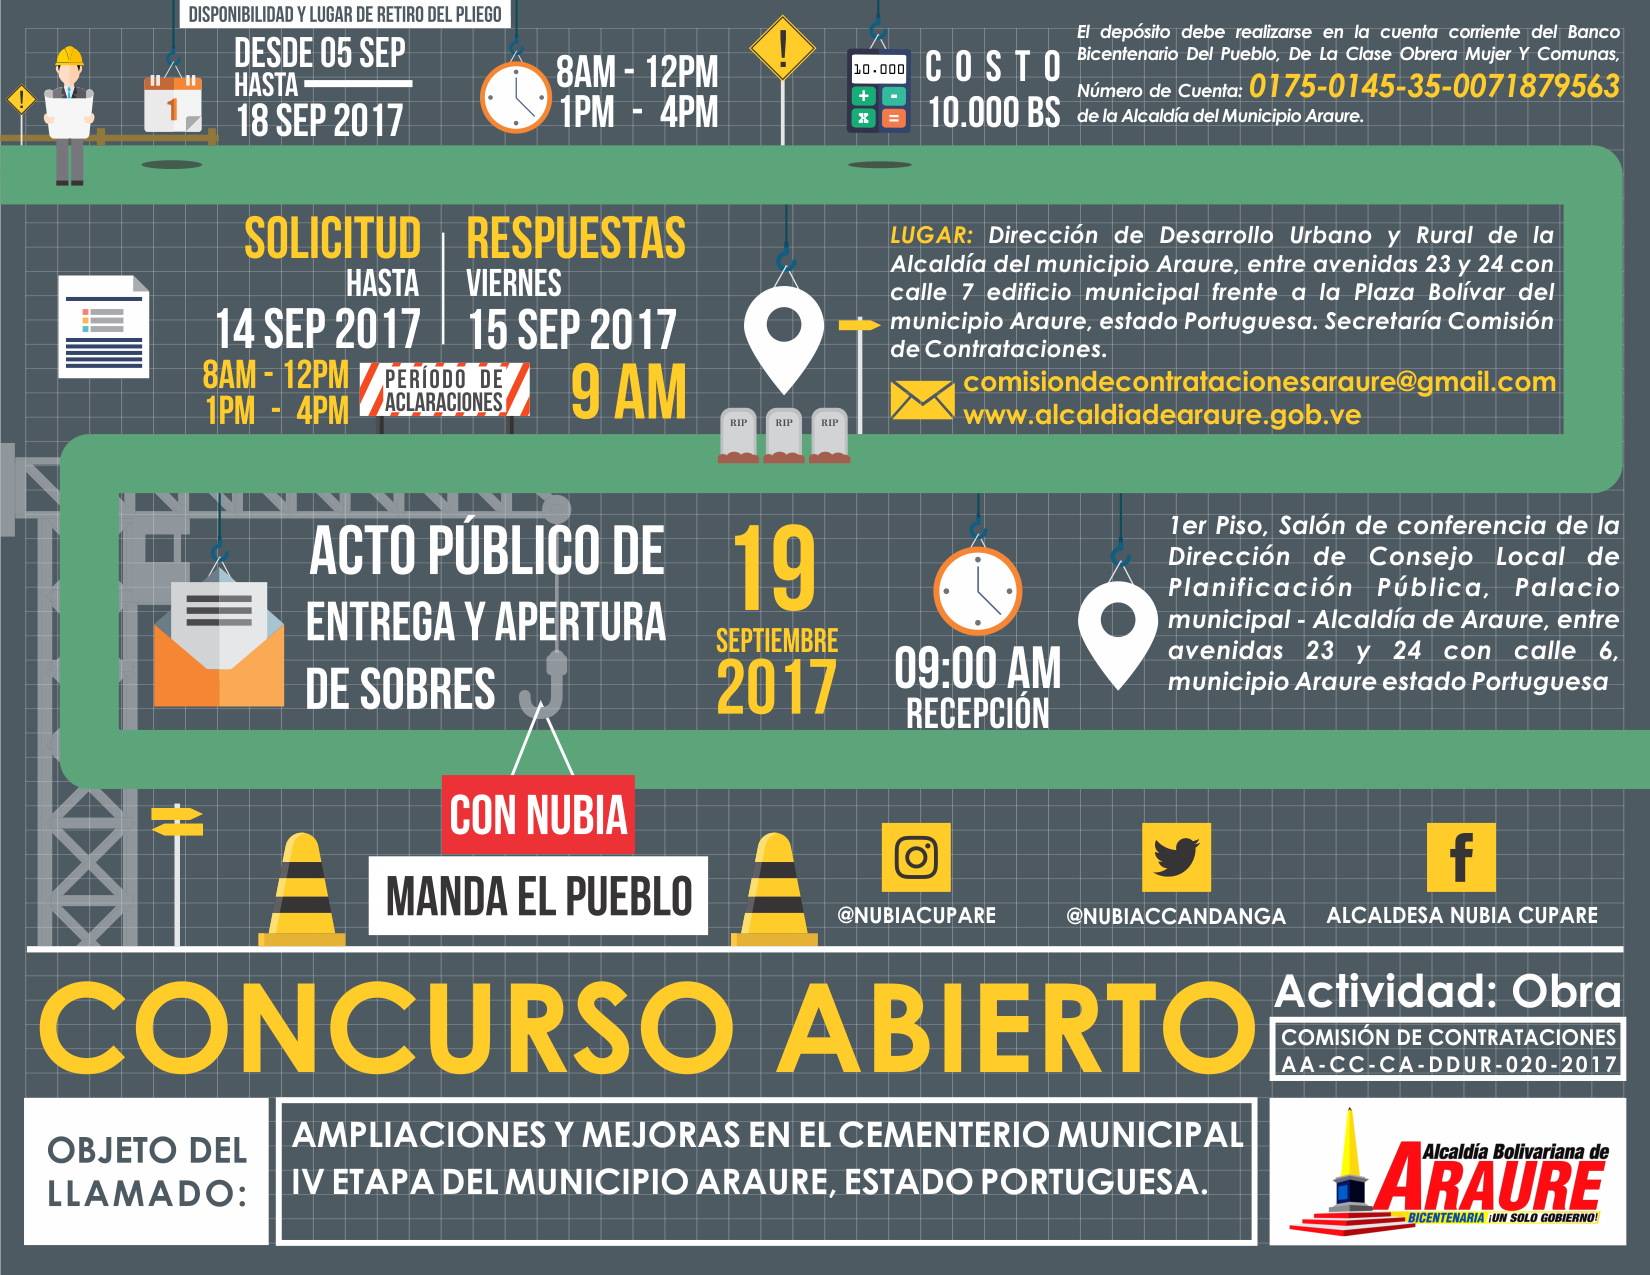 DISPONIBILIDAD Y LUGAR DE RETIRO DEL PLIEGO
DESDE 05 SEP
HASTA
18 SEP 2017
1
8AM - 12PM
1PM - 4PM
10.000
+ -
x =
COSTO
10.000 BS
El depósito debe realizarse en la cuenta corriente del Banco
Bicentenario Del Pueblo, De La Clase Obrera Mujer Y Comunas,
Número de Cuenta: 0175-0145-35-0071879563
de la Alcaldía del Municipio Araure.
!
!
SOLICITUD
HASTA
14 SEP 2017
8AM - 12PM
1PM - 4PM
RESPUESTAS
VIERNES
15 SEP 2017
9 AM
PERÍODO DE
ACLARACIONES
RIP RIP RIP
LUGAR: Dirección de Desarrollo Urbano y Rural de la
Alcaldía del municipio Araure, entre avenidas 23 y 24 con
calle 7 edificio municipal frente a la Plaza Bolívar del
municipio Araure, estado Portuguesa. Secretaría Comisión
de Contrataciones.
comisiondecontratacionesaraure@gmail.com
www.alcaldiadearaure.gob.ve
ACTO PÚBLICO DE
ENTREGA Y APERTURA
DE SOBRES
19
SEPTIEMBRE
2017
09:00 AM
RECEPCIÓN
1er Piso, Salón de conferencia de la
Dirección de Consejo Local de
Planificación Pública, Palacio
municipal - Alcaldía de Araure, entre
avenidas 23 y 24 con calle 6,
municipio Araure estado Portuguesa
CON NUBIA
MANDA EL PUEBLO
@NUBIACUPARE
@NUBIACCANDANGA
f
ALCALDESA NUBIA CUPARE
CONCURSO ABIERTO
Actividad: Obra
COMISIÓN DE CONTRATACIONES
AA-CC-CA-DDUR-020-2017
OBJETO DEL
LLAMADO:
AMPLIACIONES Y MEJORAS EN EL CEMENTERIO MUNICIPAL
IV ETAPA DEL MUNICIPIO ARAURE, ESTADO PORTUGUESA.
Alcaldía Bolivariana de
ARAURE
BICENTENARIA ¡UN SOLO GOBIERNO!